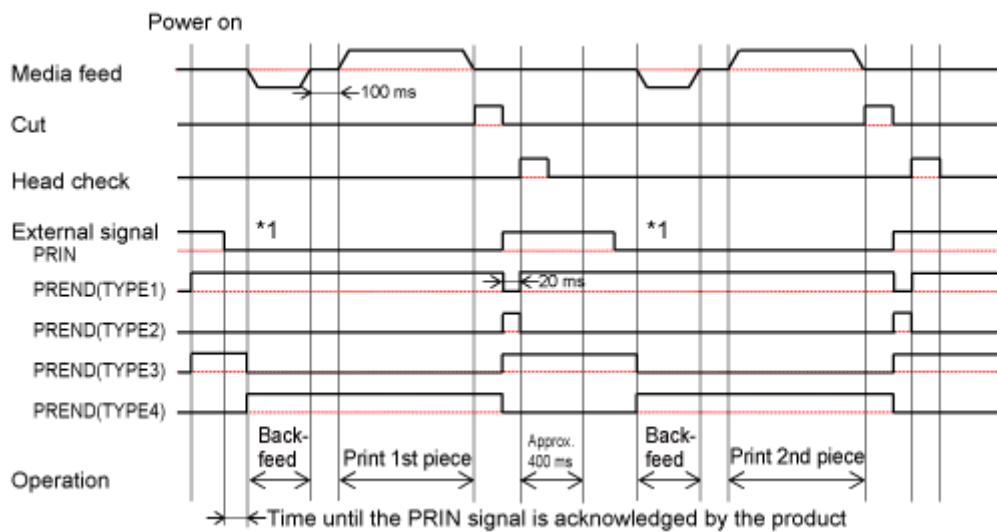 Power on
Media feed
100 ms
Cut
Head check
External signal
*1
*1
PRIN
PREND(TYPE1)
20 ms
PREND(TYPE2)
PREND(TYPE3)
PREND(TYPE4)
Back-
feed
Print 1st piece
Approx.
400 ms
Back-
feed
Print 2nd piece
Operation
Time until the PRIN signal is acknowledged by the product